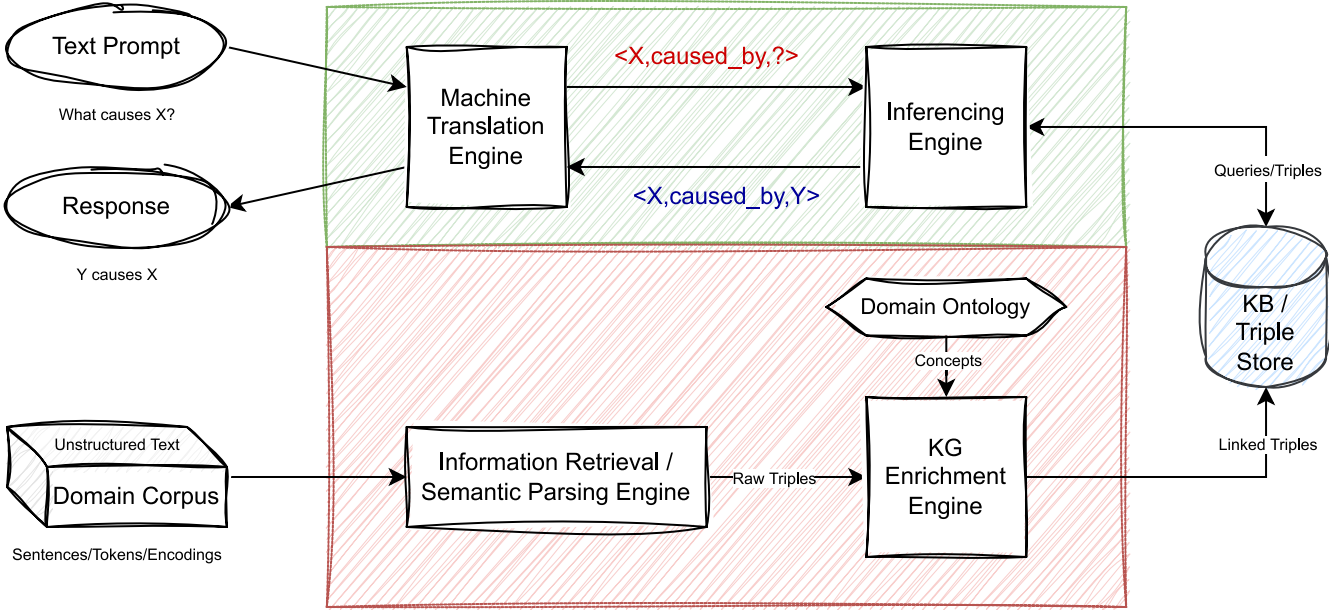 Text Prompt
What causes X?
Machine
Translation
Engine
<X,caused_by,?>
<X,caused_by,Y>
Inferencing
Engine
Queries/Triples
Response
Y causes X
Domain Ontology
Concepts
KB /
Triple
Store
Unstructured Text
Domain Corpus
Sentences/Tokens/Encodings
Information Retrieval /
Semantic Parsing Engine
Raw Triples
KG
Enrichment
Engine
Linked Triples